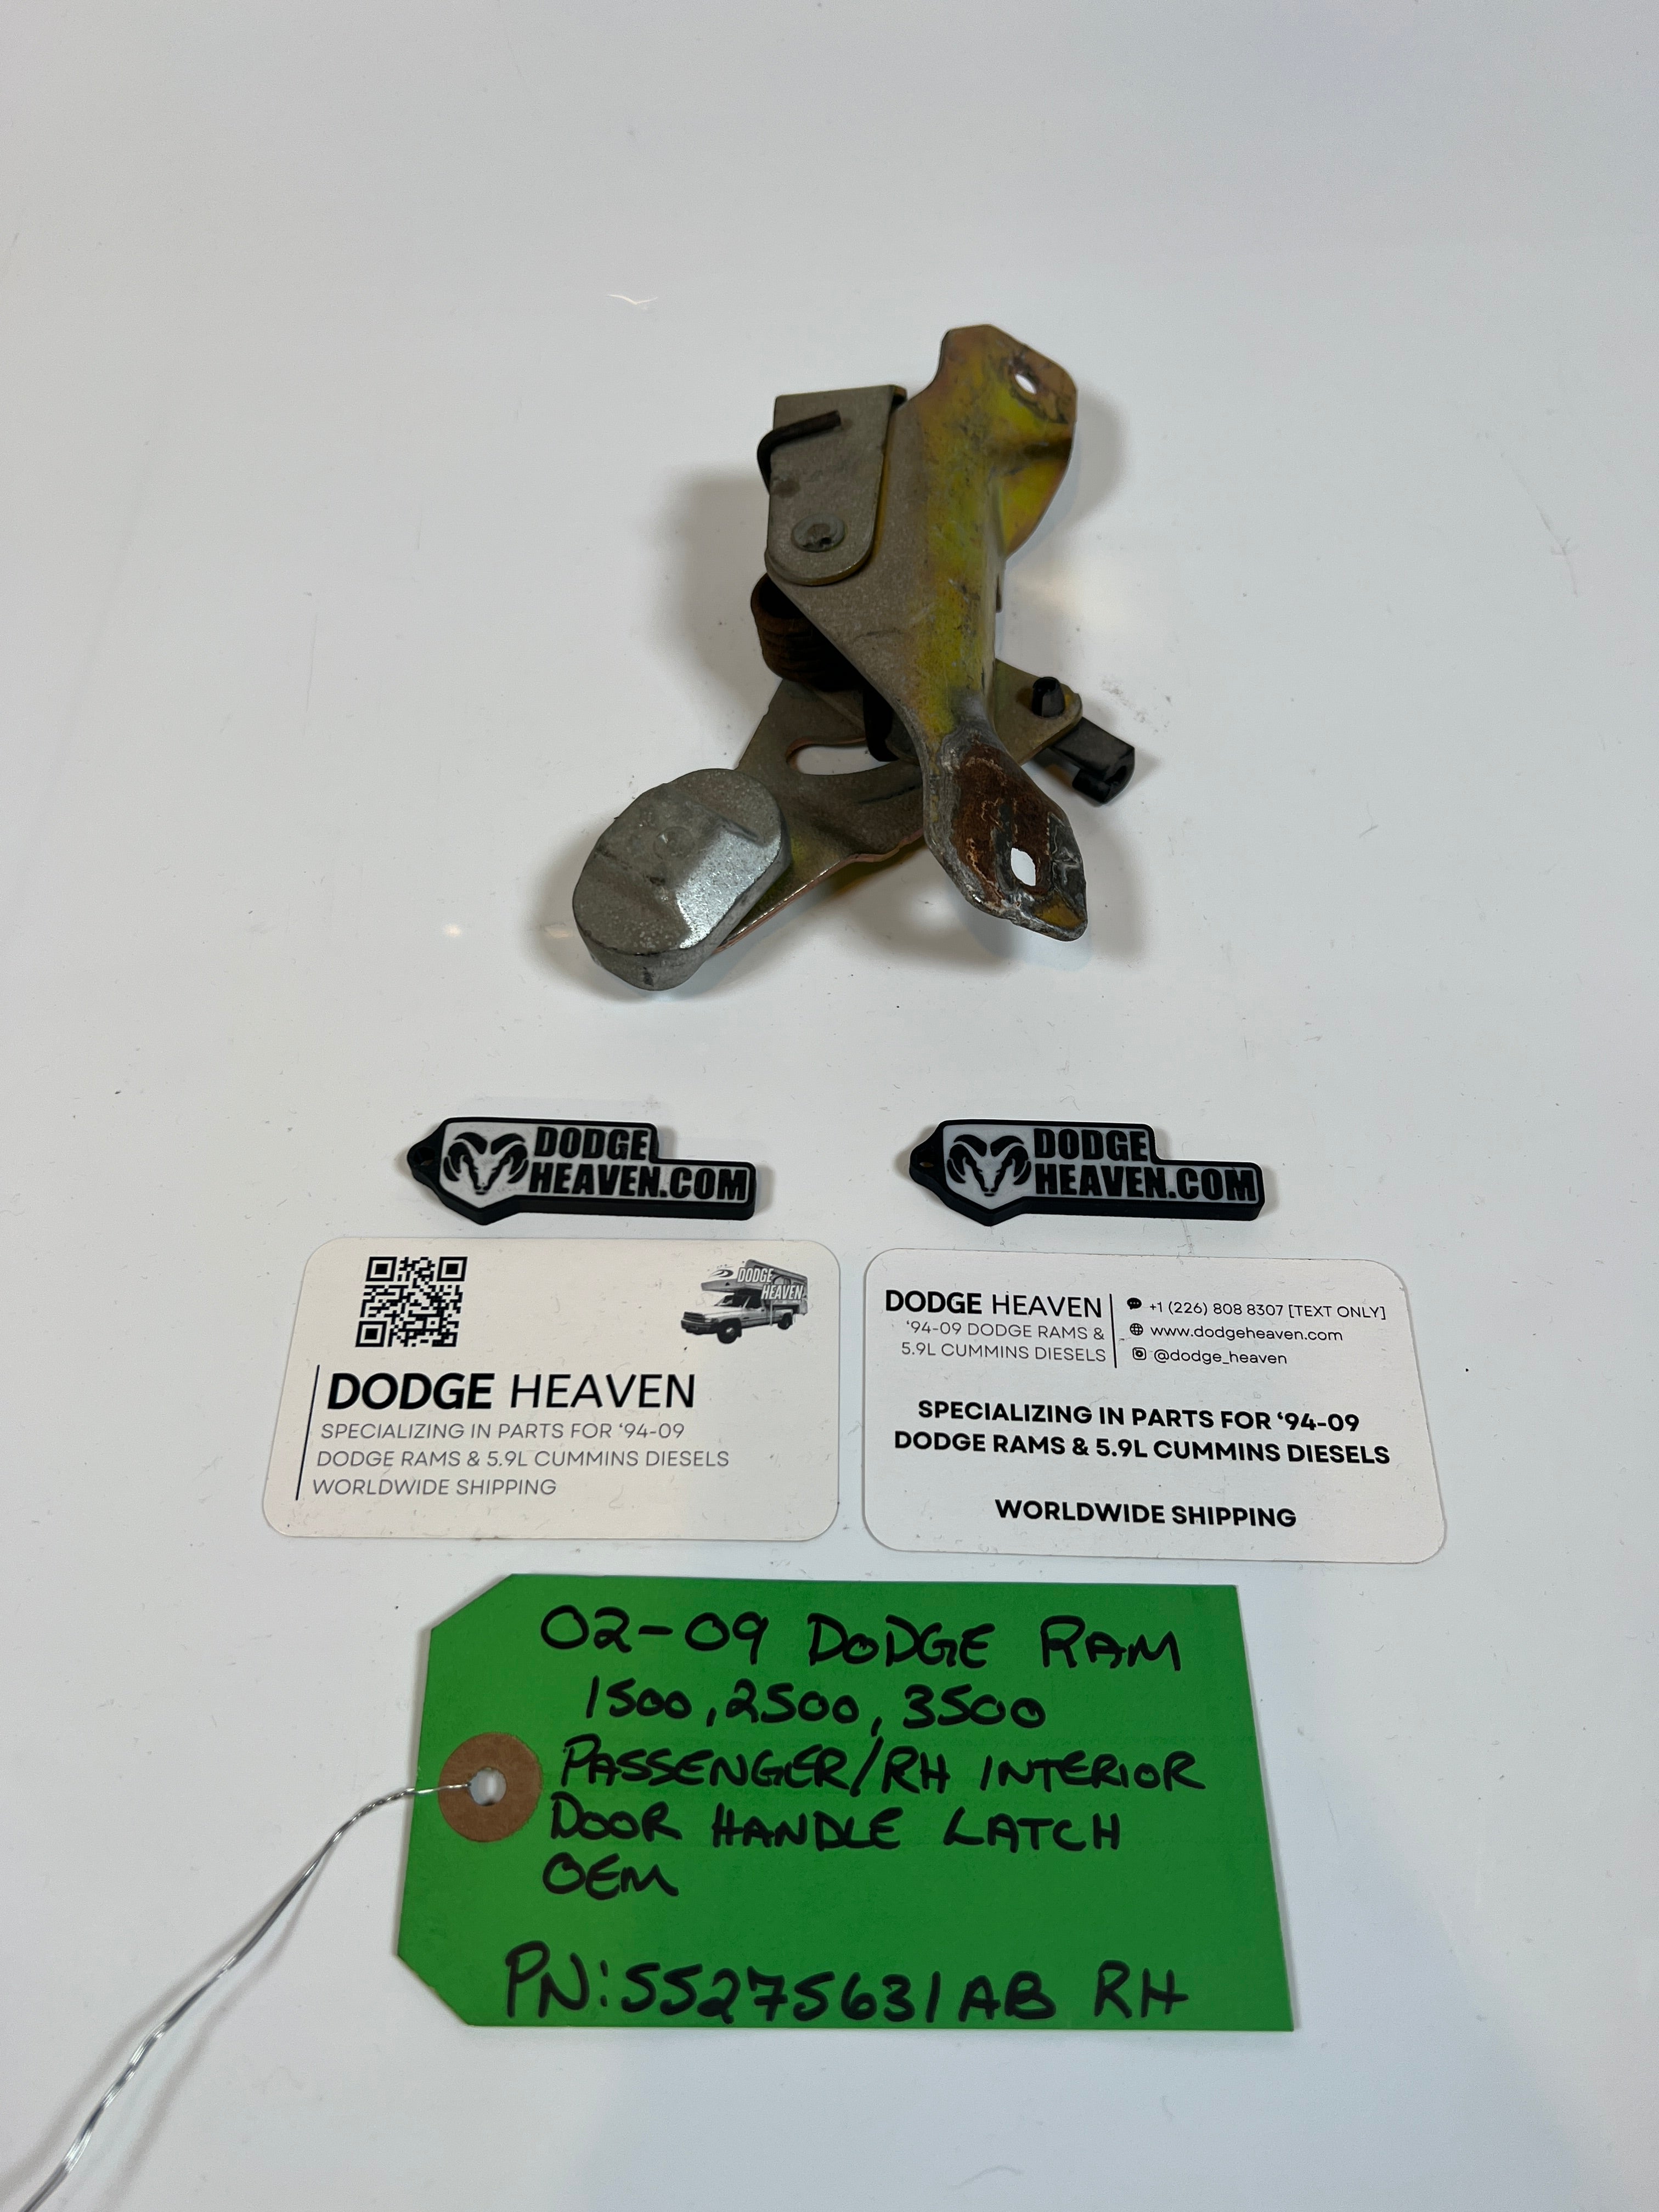 DODGE
HEAVEN.COM
DODGE
HEAVEN.COM
DODGE
HEAVEN
DODGE HEAVEN
SPECIALIZING IN PARTS FOR ‘94-09
DODGE RAMS & 5.9L CUMMINS DIESELS
WORLDWIDE SHIPPING
DODGE HEAVEN
‘94-09 DODGE RAMS &
5.9L CUMMINS DIESELS
+1 (226) 808 8307 [TEXT ONLY]
www.dodgeheaven.com
@dodge_heaven
SPECIALIZING IN PARTS FOR ‘94-09
DODGE RAMS & 5.9L CUMMINS DIESELS
WORLDWIDE SHIPPING
02-09 DODGE RAM
1500, 2500, 3500
PASSENGER/RH INTERIOR
DOOR HANDLE LATCH
OEM
PN: 55275631AB RH